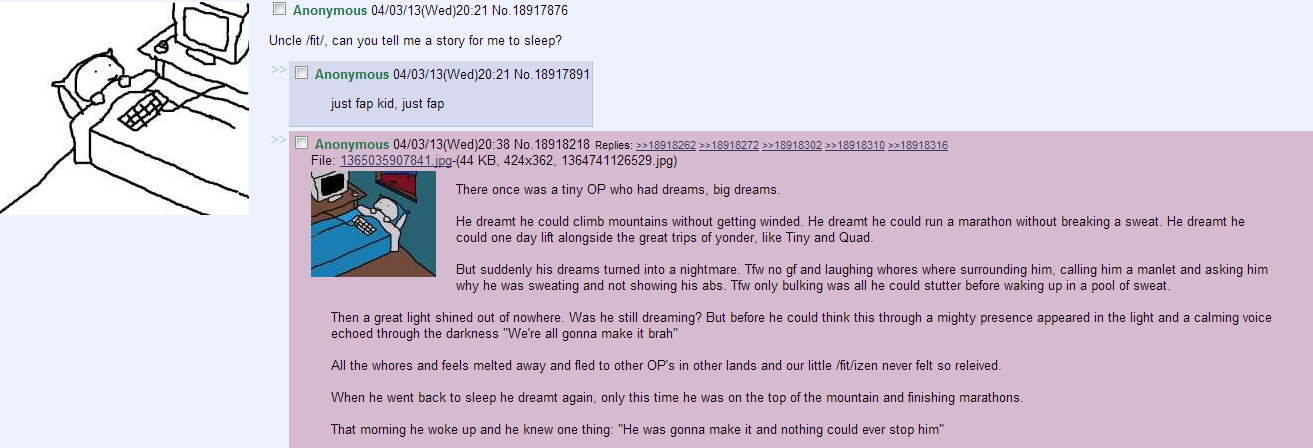 Anonymous 04/03/13(Wed)20:21 No.18917876
Uncle /fit/, can you tell me a story for me to sleep?
>> Anonymous 04/03/13(Wed)20:21 No.18917891
just fap kid, just fap
>> Anonymous 04/03/13(Wed)20:38 No.18918218 Replies: >>18918262 >>18918272 >>18918302 >>18918310 >>18918316
File: 1365035907841.jpg-(44 KB, 424x362, 1364741126529.jpg)
There once was a tiny OP who had dreams, big dreams.
He dreamt he could climb mountains without getting winded. He dreamt he could run a marathon without breaking a sweat. He dreamt he
could one day lift alongside the great trips of yonder, like Tiny and Quad.
But suddenly his dreams turned into a nightmare. Tfw no gf and laughing whores where surrounding him, calling him a manlet and asking him
why he was sweating and not showing his abs. Tfw only bulking was all he could stutter before waking up in a pool of sweat.
Then a great light shined out of nowhere. Was he still dreaming? But before he could think this through a mighty presence appeared in the light and a calming voice
echoed through the darkness "We're all gonna make it brah"
All the whores and feels melted away and fled to other OP's in other lands and our little /fit/izen never felt so releived.
When he went back to sleep he dreamt again, only this time he was on the top of the mountain and finishing marathons.
That morning he woke up and he knew one thing: "He was gonna make it and nothing could ever stop him"